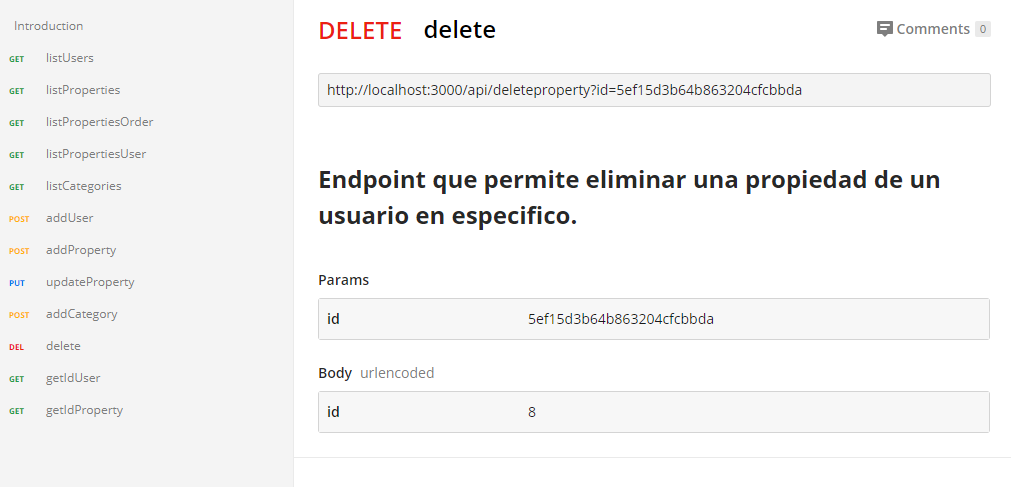 Introduction
GET listUsers
GET listProperties
GET listPropertiesOrder
GET listPropertiesUser
GET listCategories
POST addUser
POST addProperty
PUT updateProperty
POST addCategory
DEL delete
GET getIdUser
GET getIdProperty
DELETE delete
Comments 0
http://localhost:3000/api/deleteproperty?id=5ef15d3b64b863204cfcbbda
Endpoint que permite eliminar una propiedad de un
usuario en especifico.
Params
id 5ef15d3b64b863204cfcbbda
Body urlencoded
id 8